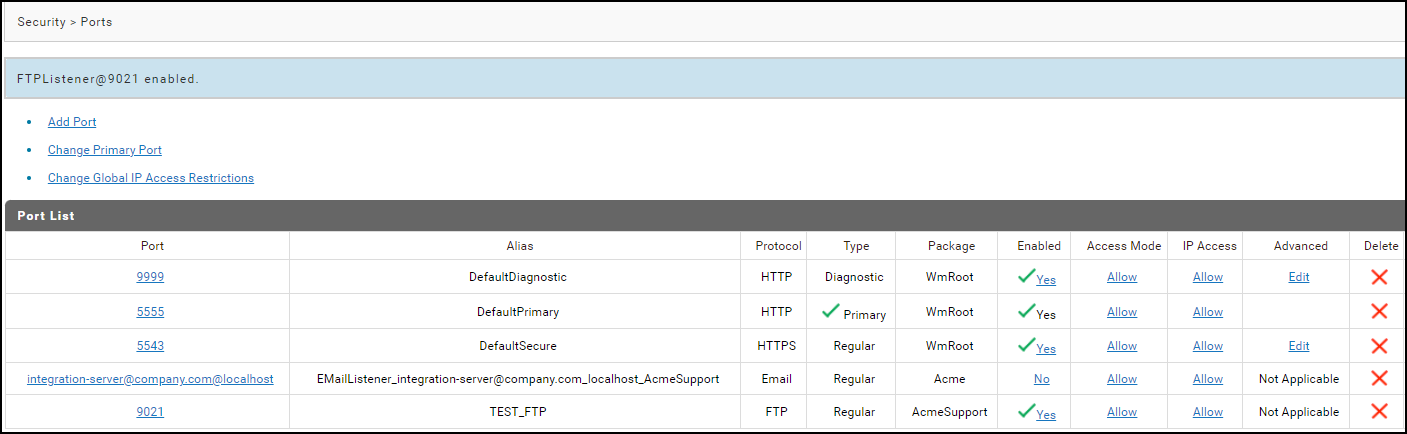 Security > Ports
FTPListener@9021 enabled.
Add Port
Change Primary Port
Change Global IP Access Restrictions
Port List
Port Alias Protocol Type Package Enabled Access Mode IP Access Advanced Delete
9999 DefaultDiagnostic HTTP Diagnostic WmRoot Yes Allow Allow Edit
5555 DefaultPrimary HTTP Primary WmRoot Yes Allow Allow
5543 DefaultSecure HTTPS Regular WmRoot Yes Allow Allow Edit
integration-server@company.com@localhost EMailListener_integration-server@company.com_localhost_AcmeSupport Email Regular Acme No Allow Allow Not Applicable
9021 TEST_FTP FTP Regular AcmeSupport Yes Allow Allow Not Applicable